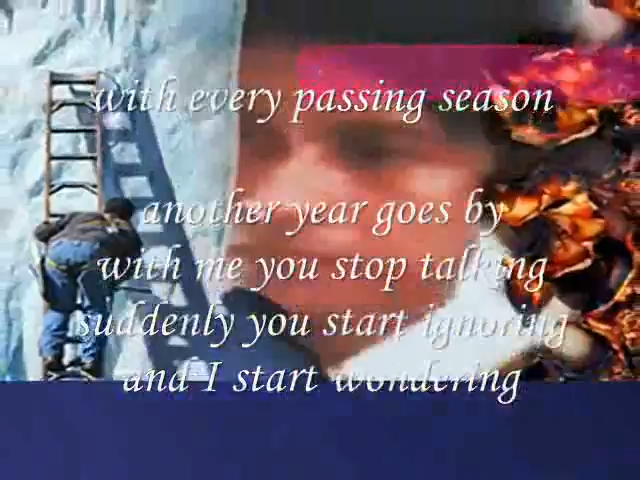 with every passing season
another year goes by
with me you stop talking
suddenly you start ignoring
and I start wondering